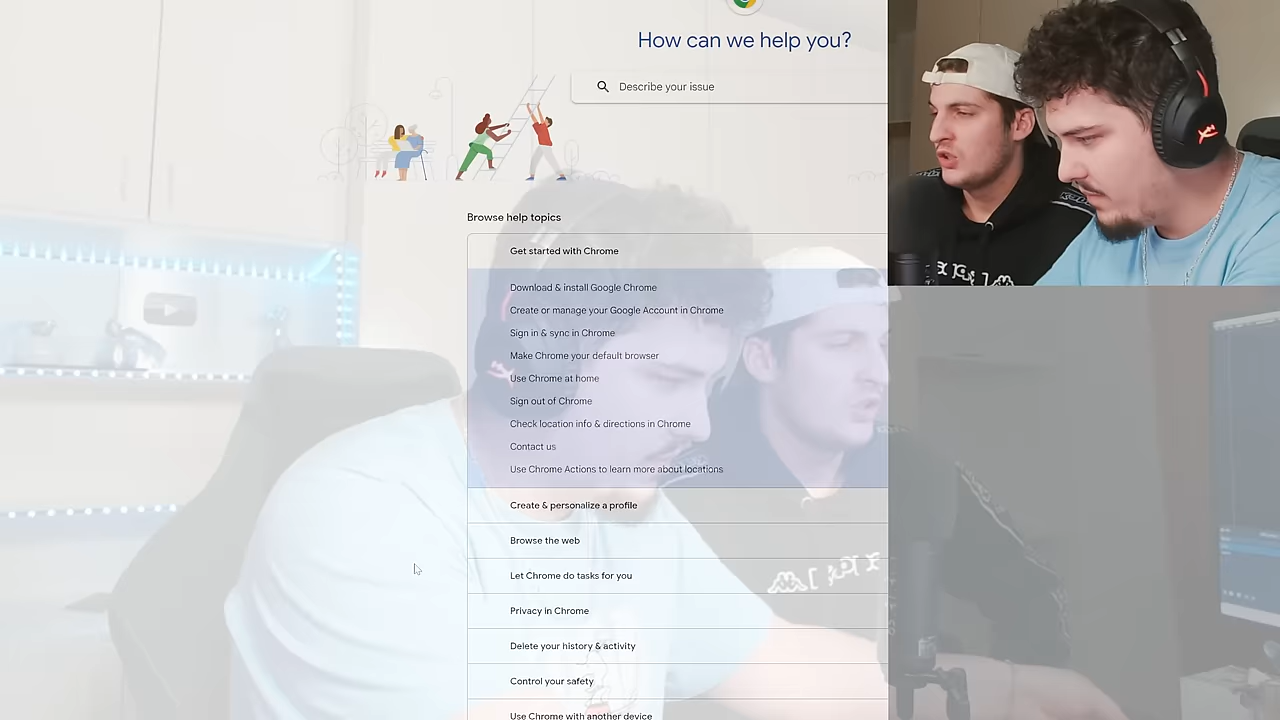 How can we help you?
Describe your issue
Browse help topics
Get started with Chrome
Download & install Google Chrome
Create or manage your Google Account in Chrome
Sign in & sync in Chrome
Make Chrome your default browser
Use Chrome at home
Sign out of Chrome
Check location info & directions in Chrome
Contact us
Use Chrome Actions to learn more about locations
Create & personalize a profile
Browse the web
Let Chrome do tasks for you
Privacy in Chrome
Delete your history & activity
Control your safety
Use Chrome with another device